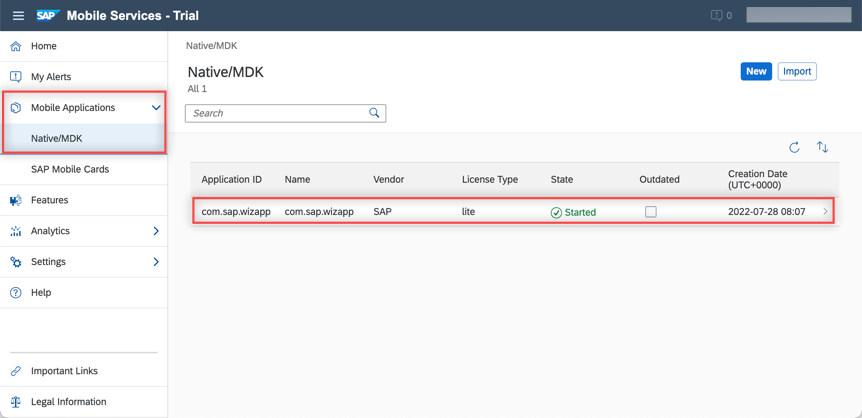 SAP Mobile Services - Trial
0
Home
My Alerts
Mobile Applications
Native/MDK
SAP Mobile Cards
Features
Analytics
Settings
Help
Important Links
Legal Information
Native/MDK
Native/MDK
All 1
New
Import
Search
Application ID
Name
Vendor
License Type
State
Outdated
Creation Date
(UTC+0000)
com.sap.wizapp
com.sap.wizapp
SAP
lite
Started
2022-07-28 08:07